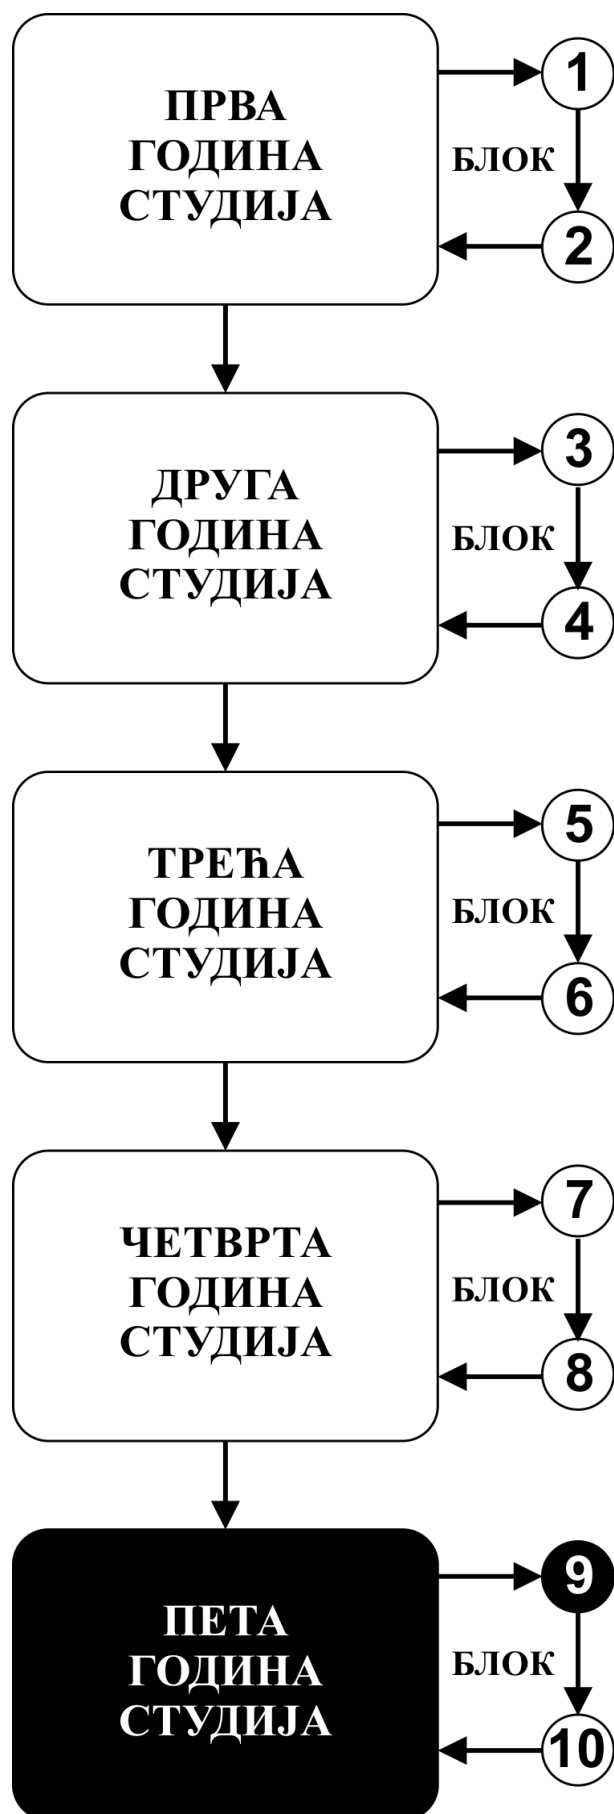 ПРВА
ГОДИНА
СТУДИЈА
1
БЛОК
2
ДРУГА
ГОДИНА
СТУДИЈА
3
БЛОК
4
ТРЕЋА
ГОДИНА
СТУДИЈА
5
БЛОК
6
ЧЕТВРТА
ГОДИНА
СТУДИЈА
7
БЛОК
8
ПЕТА
ГОДИНА
СТУДИЈА
9
БЛОК
10